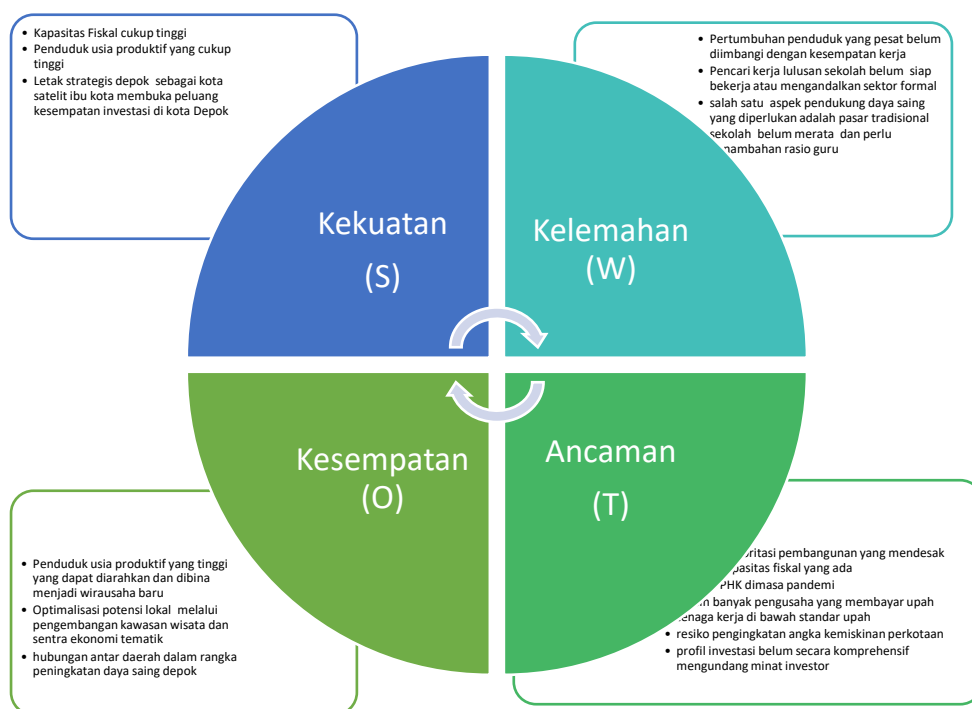 • Kapasitas Fiskal cukup tinggi
• Penduduk usia produktif yang cukup
tinggi
• Letak strategis depok sebagai kota
satelit ibu kota membuka peluang
kesempatan investasi di kota Depok
• Pertumbuhan penduduk yang pesat belum
diimbangi dengan kesempatan kerja
• Pencari kerja lulusan sekolah belum siap
bekerja atau mengandalkan sektor formal
• salah satu aspek pendukung daya saing
yang diperlukan adalah pasar tradisional
sekolah belum merata dan perlu
rasio guru
Kekuatan
(S)
Kelemahan
(W)
Kesempatan
(O)
Ancaman
(T)
• Penduduk usia produktif yang tinggi
yang dapat diarahkan dan dibina
menjadi wirausaha baru
• Optimalisasi potensi lokal melalui
pengembangan kawasan wisata dan
sentra ekonomi tematik
• hubungan antar daerah dalam rangka
peningkatan daya saing depok
pembangunan yang mendesak
fiskal yang ada
PHK dimasa pandemi
banyak pengusaha yang membayar upah
kerja di bawah standar upah
• resiko pengingkatan angka kemiskinan perkotaan
• profil investasi belum secara komprehensif
mengundang minat investor